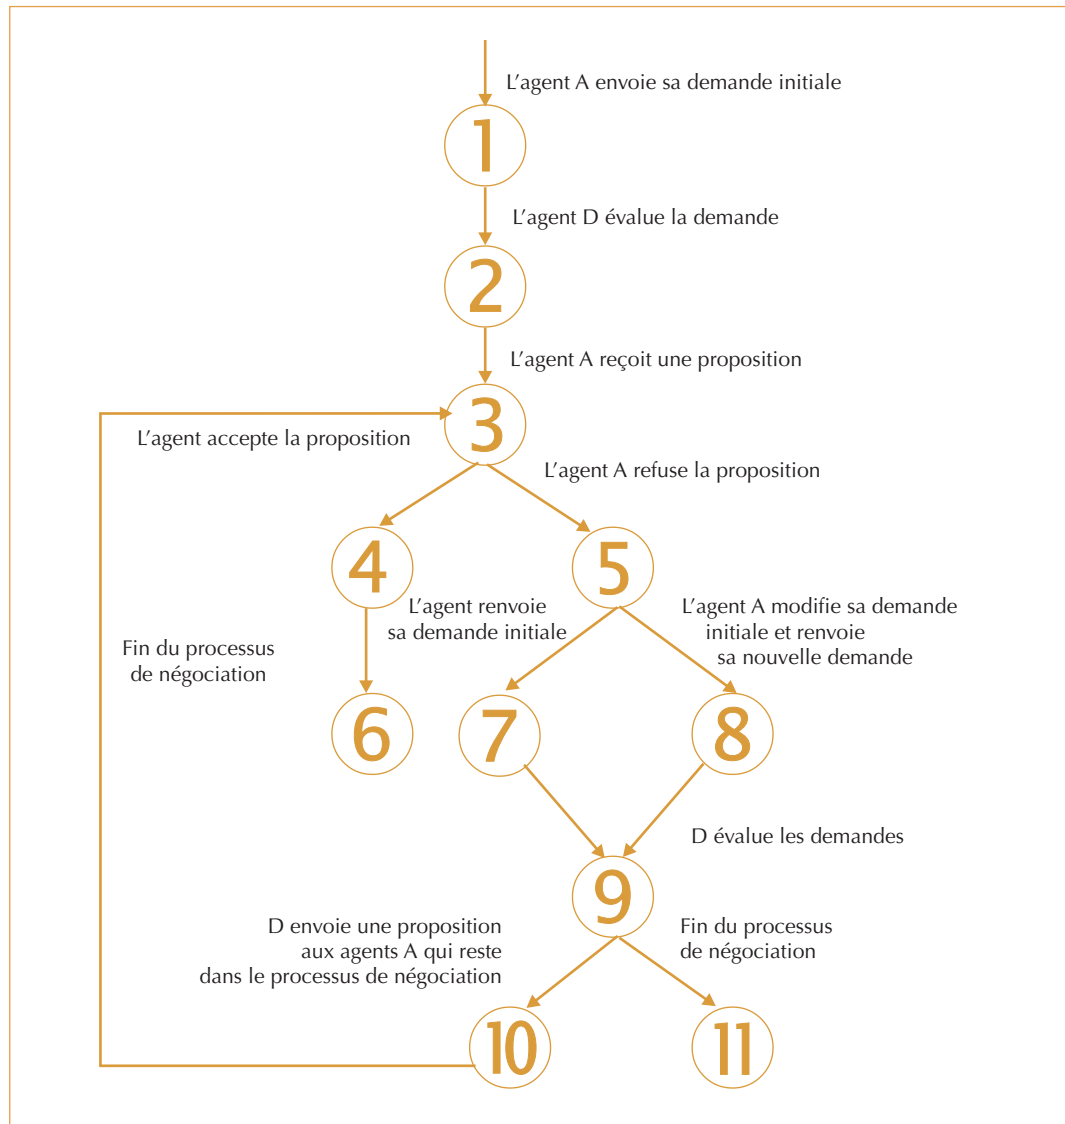 L'agent A envoie sa demande initiale
1
L'agent D évalue la demande
2
L'agent A reçoit une proposition
3
L'agent accepte la proposition
L'agent A refuse la proposition
4
5
L'agent renvoie
sa demande initiale
L'agent A modifie sa demande
initiale et renvoie
sa nouvelle demande
Fin du processus
de négociation
6
7
8
D évalue les demandes
9
D envoie une proposition
aux agents A qui reste
dans le processus de négociation
Fin du processus
de négociation
10
11